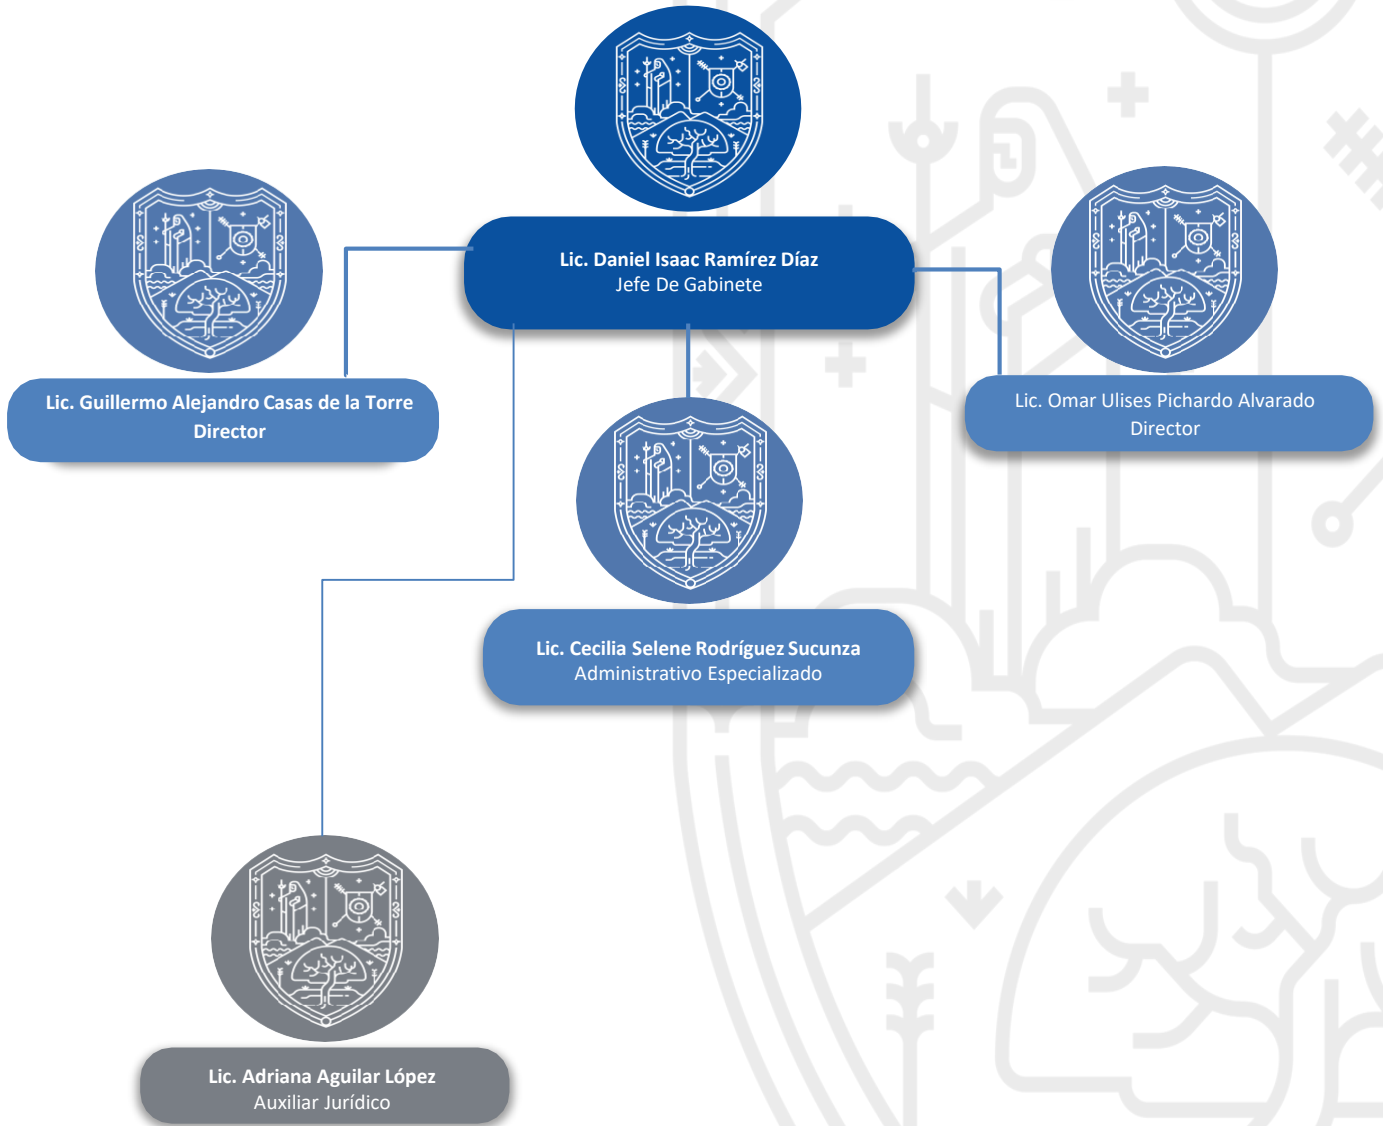 Lic. Daniel Isaac Ramírez Díaz
Jefe De Gabinete
Lic. Guillermo Alejandro Casas de la Torre
Director
Lic. Omar Ulises Pichardo Alvarado
Director
Lic. Cecilia Selene Rodríguez Sucunza
Administrativo Especializado
Lic. Adriana Aguilar López
Auxiliar Jurídico